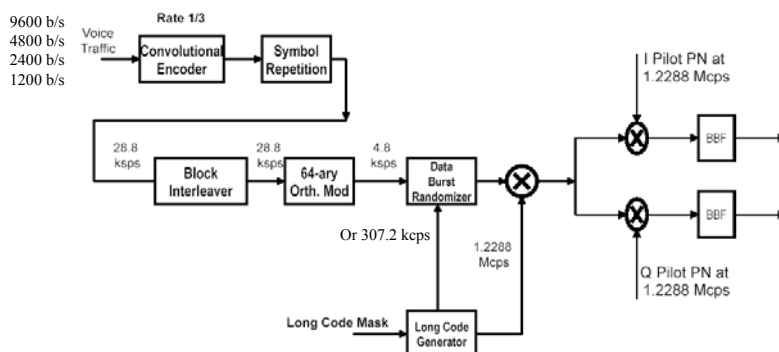 9600 b/s
4800 b/s
2400 b/s
1200 b/s
Voice
Traffic
Rate 1/3
Convolutional
Encoder
Symbol
Repetition
I Pilot PN at
1.2288 Mcps
BBF
28.8
ksps
Block
Interleaver
28.8
ksps
64-ary
Orth. Mod
4.8
ksps
Data
Burst
Randomizer
Or 307.2 kcps
1.2288
Mcps
BBF
Q Pilot PN at
1.2288 Mcps
Long Code Mask
Long Code
Generator